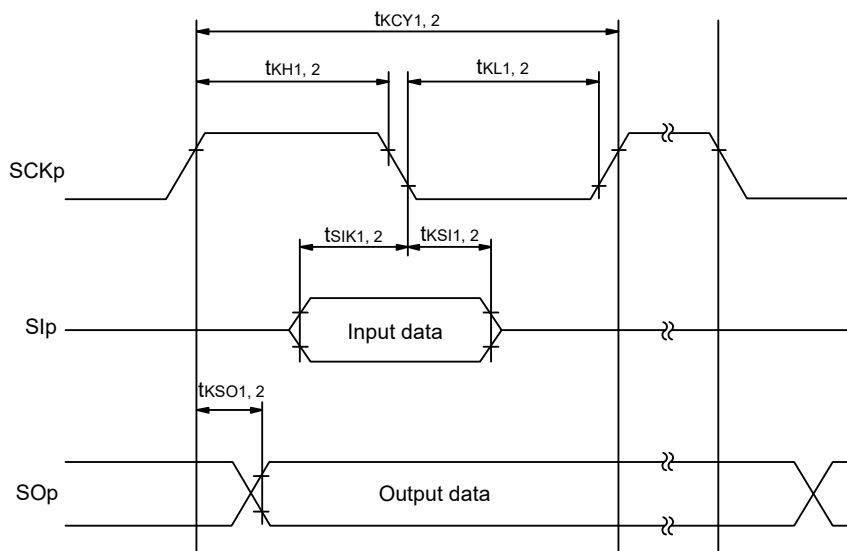 tKCY1, 2
tKH1, 2
tKL1, 2
SCKp
tSIK1, 2
tKSI1, 2
SIp
Input data
tKSO1, 2
SOp
Output data